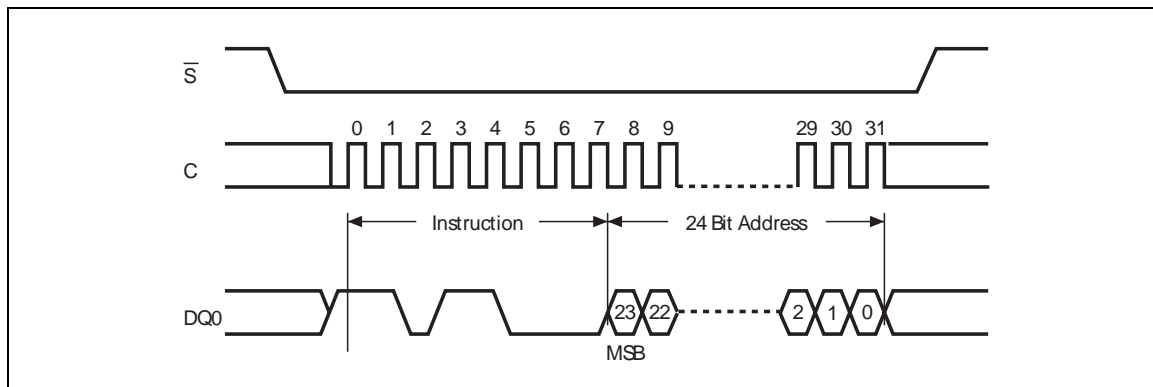 S
0 1 2 3 4 5 6 7 8 9 29 30 31
C
Instruction 24 Bit Address
DQ0 23 22 2 1 0
MSB